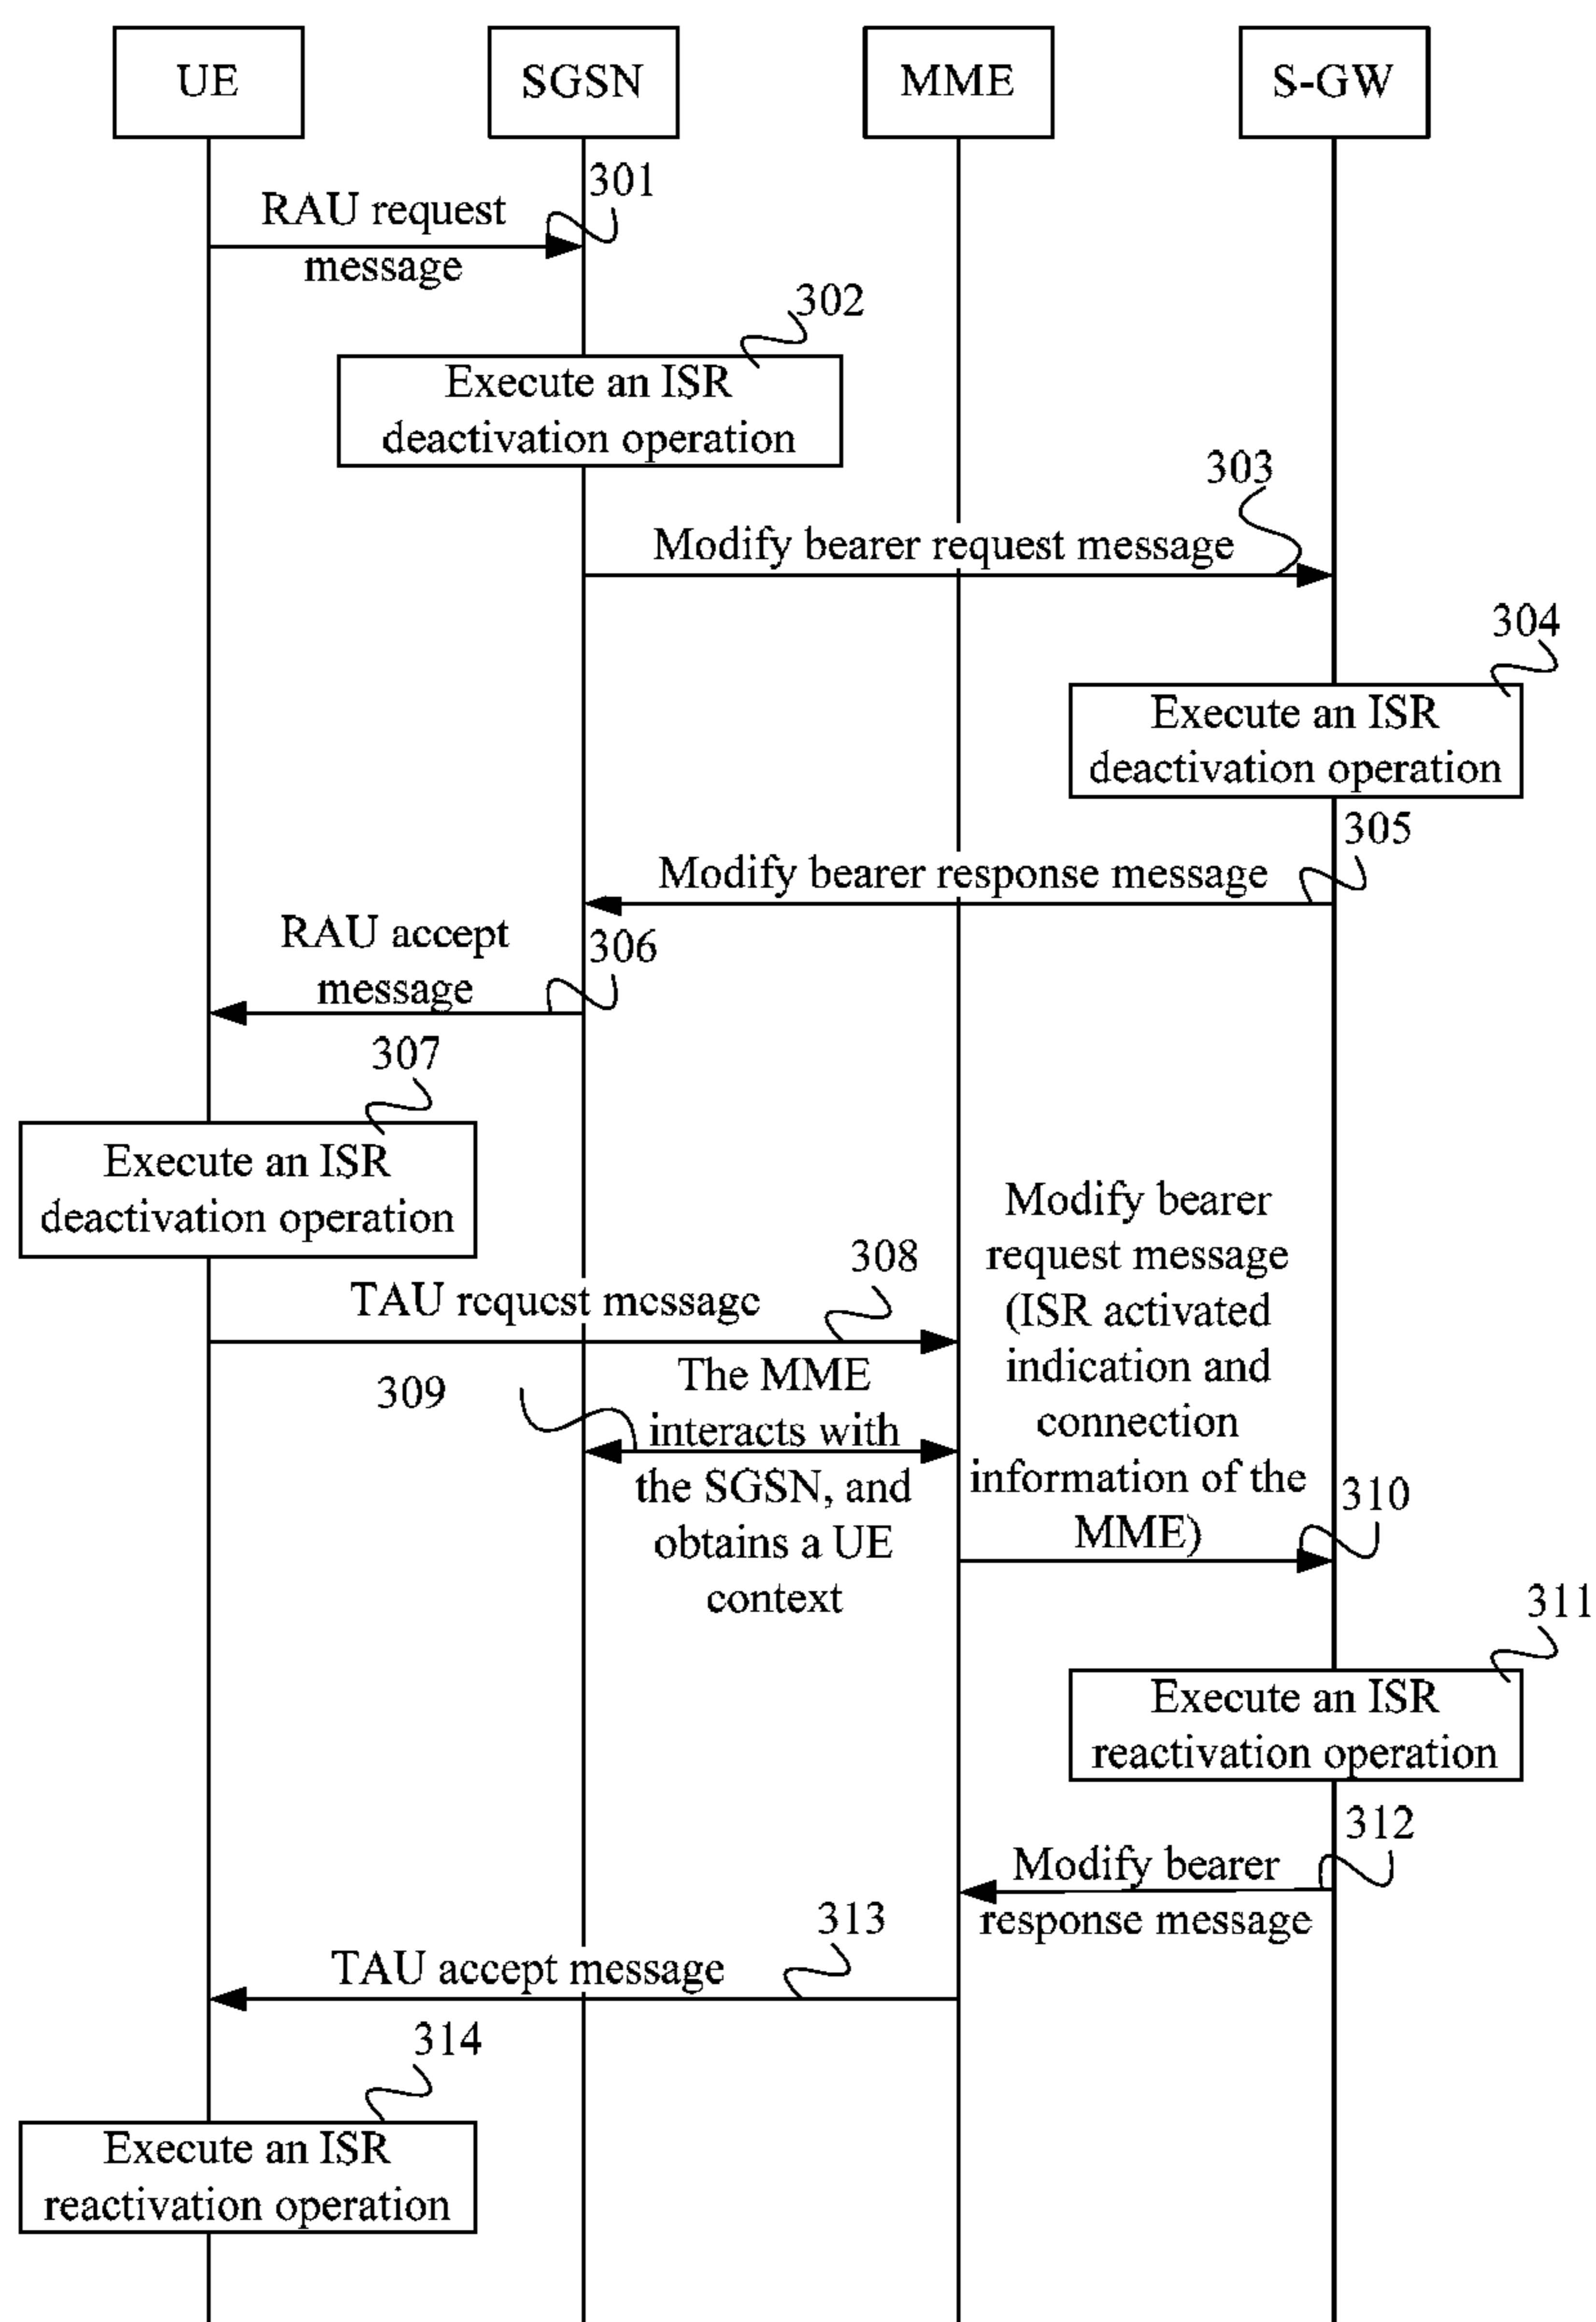 UE
SGSN
MME
S-GW
301
RAU request
message
302
Execute an ISR
deactivation operation
303
Modify bearer request message
304
Execute an ISR
deactivation operation
305
Modify bearer response message
RAU accept
message
306
307
Execute an ISR
deactivation operation
308
TAU request message
309
The MME
interacts with
the SGSN, and
obtains a UE
context
Modify bearer
request message
(ISR activated
indication and
connection
information of the
MME)
310
311
Execute an ISR
reactivation operation
312
Modify bearer
response message
313
TAU accept message
314
Execute an ISR
reactivation operation